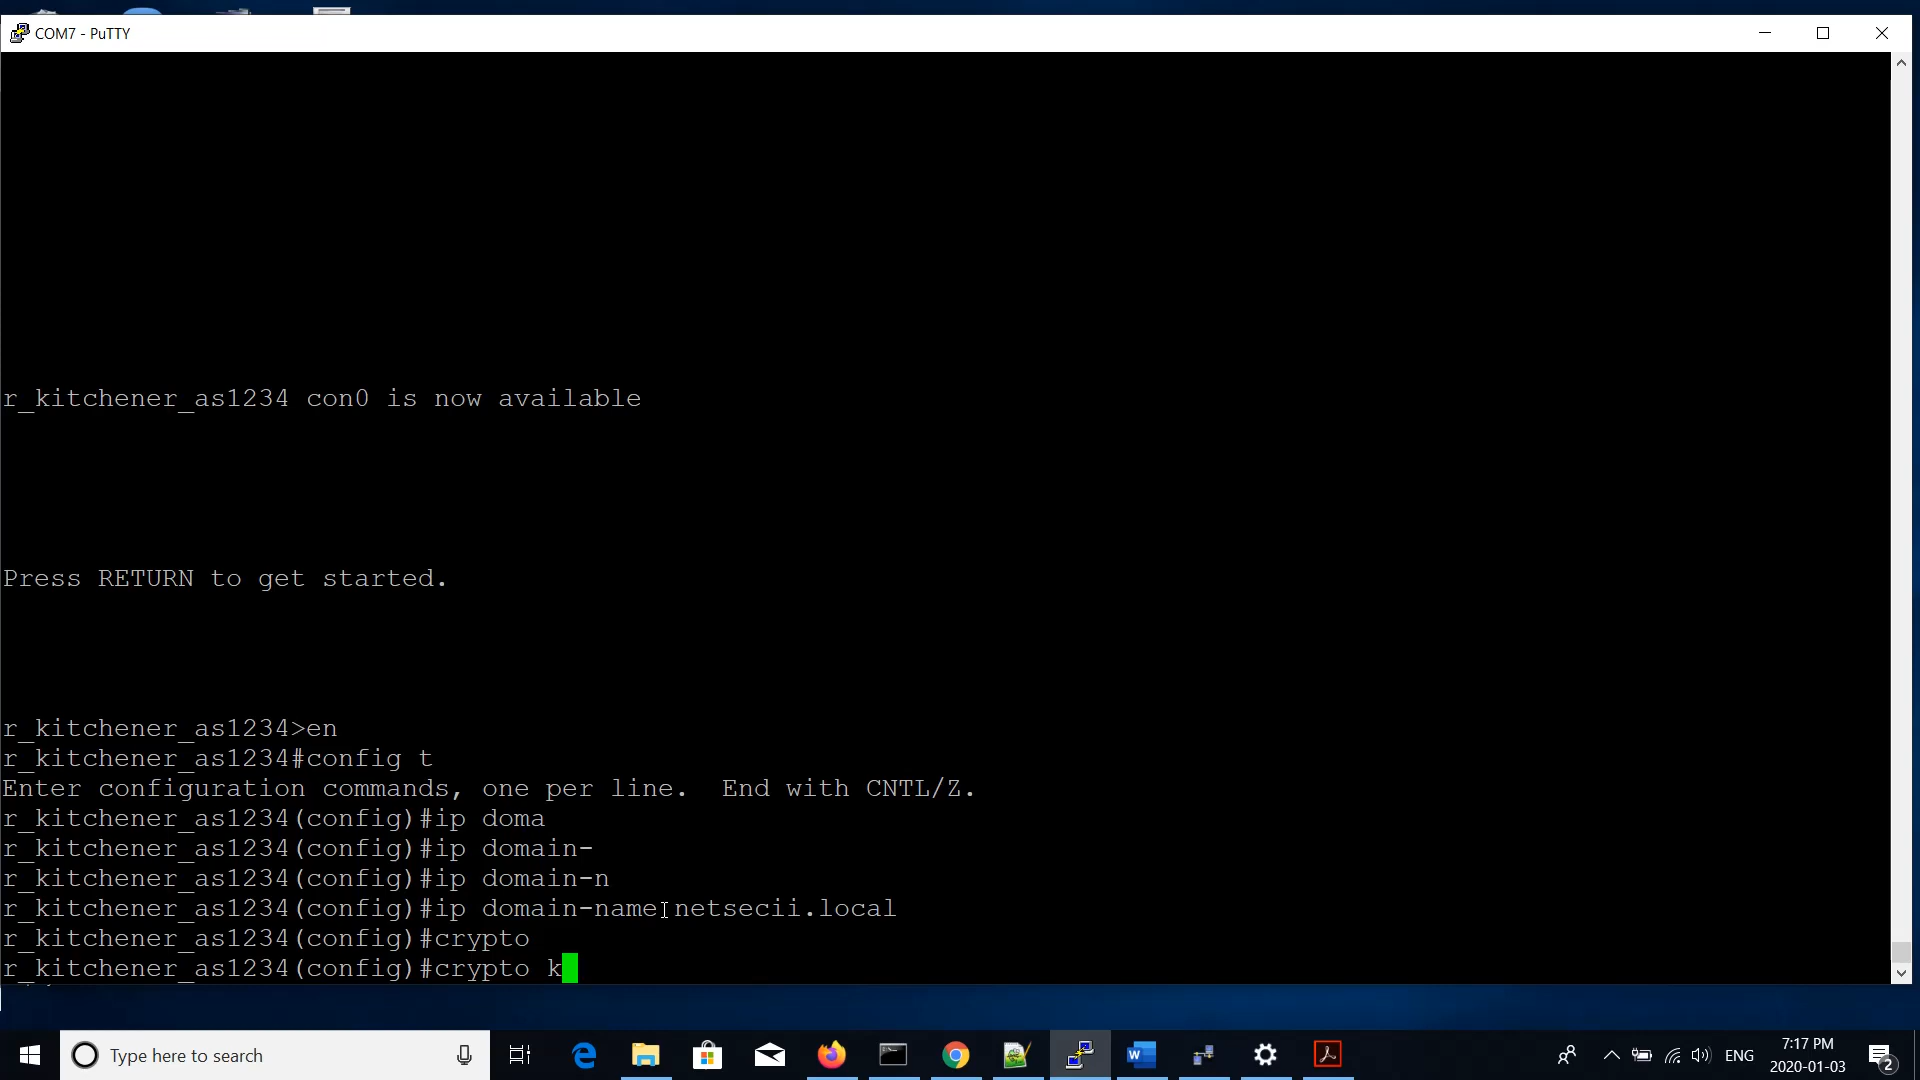 COM7 - PuTTY
r_kitchener_as1234 con0 is now available
Press RETURN to get started.
r_kitchener_as1234>en
r_kitchener_as1234#config t
Enter configuration commands, one per line.  End with CNTL/Z.
r_kitchener_as1234(config)#ip doma
r_kitchener_as1234(config)#ip domain-
r_kitchener_as1234(config)#ip domain-n
r_kitchener_as1234(config)#ip domain-name netsecii.local
r_kitchener_as1234(config)#crypto
r_kitchener_as1234(config)#crypto k
Type here to search
ENG
7:17 PM
2020-01-03
2